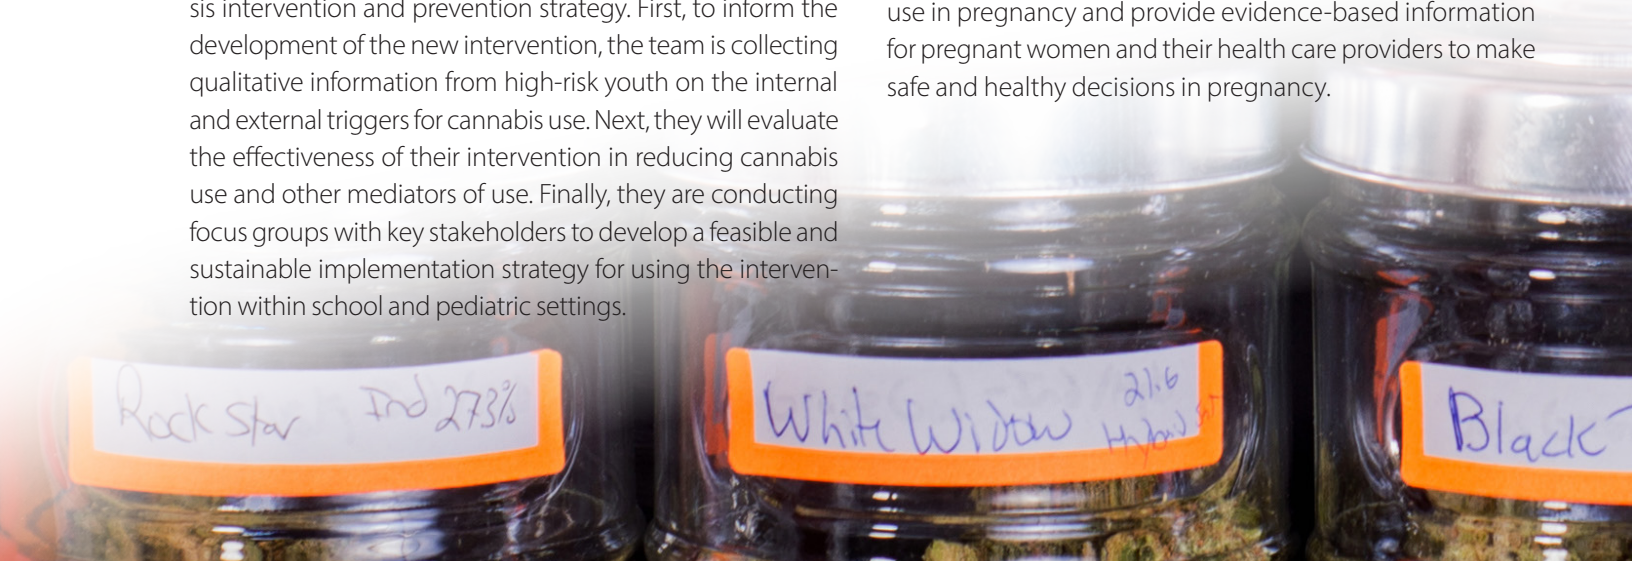 sis intervention and prevention strategy. First, to inform the
development of the new intervention, the team is collecting
qualitative information from high-risk youth on the internal
and external triggers for cannabis use. Next, they will evaluate
the effectiveness of their intervention in reducing cannabis
use and other mediators of use. Finally, they are conducting
focus groups with key stakeholders to develop a feasible and
sustainable implementation strategy for using the interven-
tion within school and pediatric settings.
use in pregnancy and provide evidence-based information
for pregnant women and their health care providers to make
safe and healthy decisions in pregnancy.
Rock Star Ind 273%
White Widow 21.6
Hybrid
Black